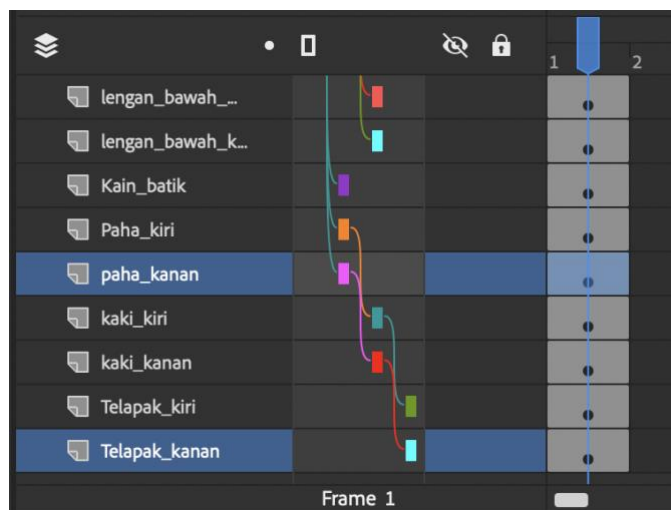 1 2
lengan_bawah_...
lengan_bawah_k...
Kain_batik
Paha_kiri
paha_kanan
kaki_kiri
kaki_kanan
Telapak_kiri
Telapak_kanan
Frame 1